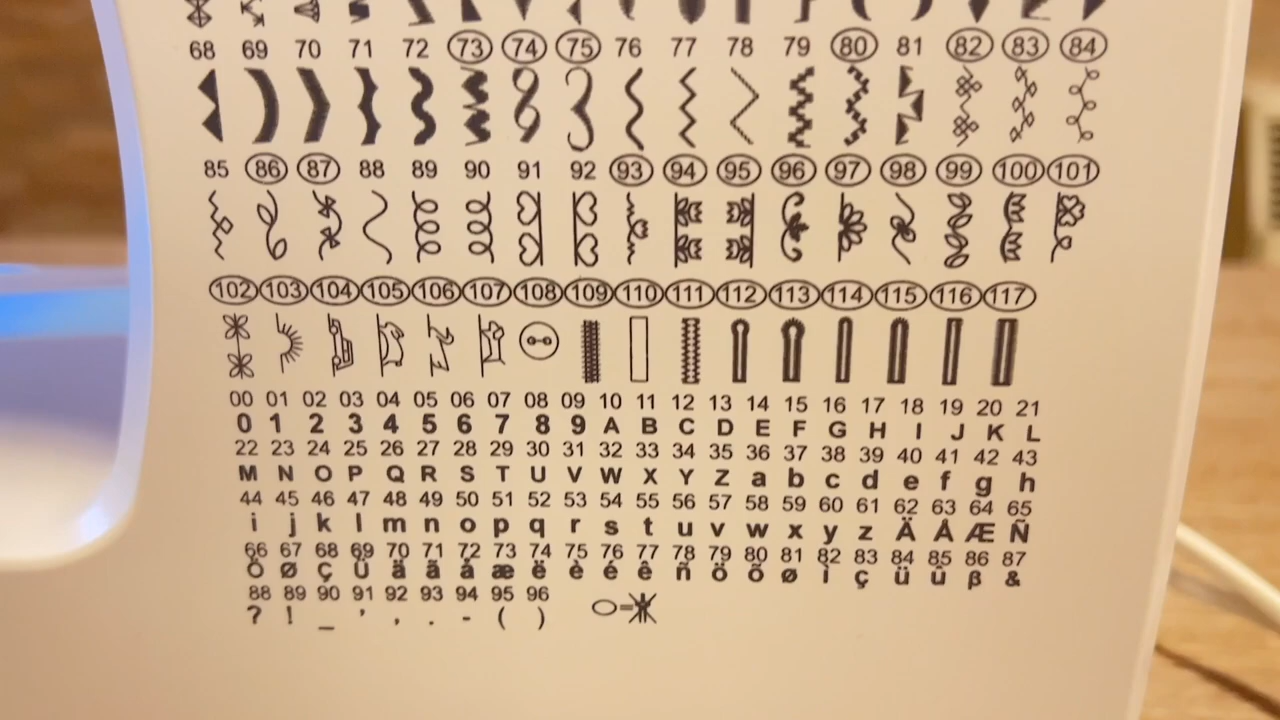 68 69 70 71 72 73 74 75 76 77 78 79 80 81 82 83 84
85 86 87 88 89 90 91 92 93 94 95 96 97 98 99 100 101
102 103 104 105 106 107 108 109 110 111 112 113 114 115 116 117
00 01 02 03 04 05 06 07 08 09 10 11 12 13 14 15 16 17 18 19 20 21
0 1 2 3 4 5 6 7 8 9 A B C D E F G H I J K L
22 23 24 25 26 27 28 29 30 31 32 33 34 35 36 37 38 39 40 41 42 43
M N O P Q R S T U V W X Y Z a b c d e f g h
44 45 46 47 48 49 50 51 52 53 54 55 56 57 58 59 60 61 62 63 64 65
i j k l m n o p q r s t u v w x y z Ä Å Æ Ñ
66 67 68 69 70 71 72 73 74 75 76 77 78 79 80 81 82 83 84 85 86 87
Ö ø ç Ü ä ã á æ ë è é ê ñ ö õ ø ì ç ü û β &
88 89 90 91 92 93 94 95 96
? ! _ ' , . - ( )